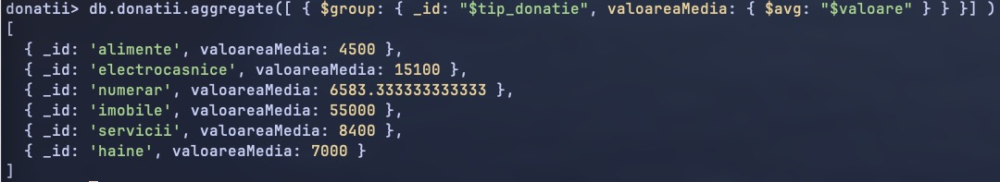 donatii> db.donatii.aggregate([ { $group: { _id: "$tip_donatie", valoareaMedia: { $avg: "$valoare" } } }] )
[
  { _id: 'alimente', valoareaMedia: 4500 },
  { _id: 'electrocasnice', valoareaMedia: 15100 },
  { _id: 'numerar', valoareaMedia: 6583.333333333333 },
  { _id: 'imobile', valoareaMedia: 55000 },
  { _id: 'servicii', valoareaMedia: 8400 },
  { _id: 'haine', valoareaMedia: 7000 }
]